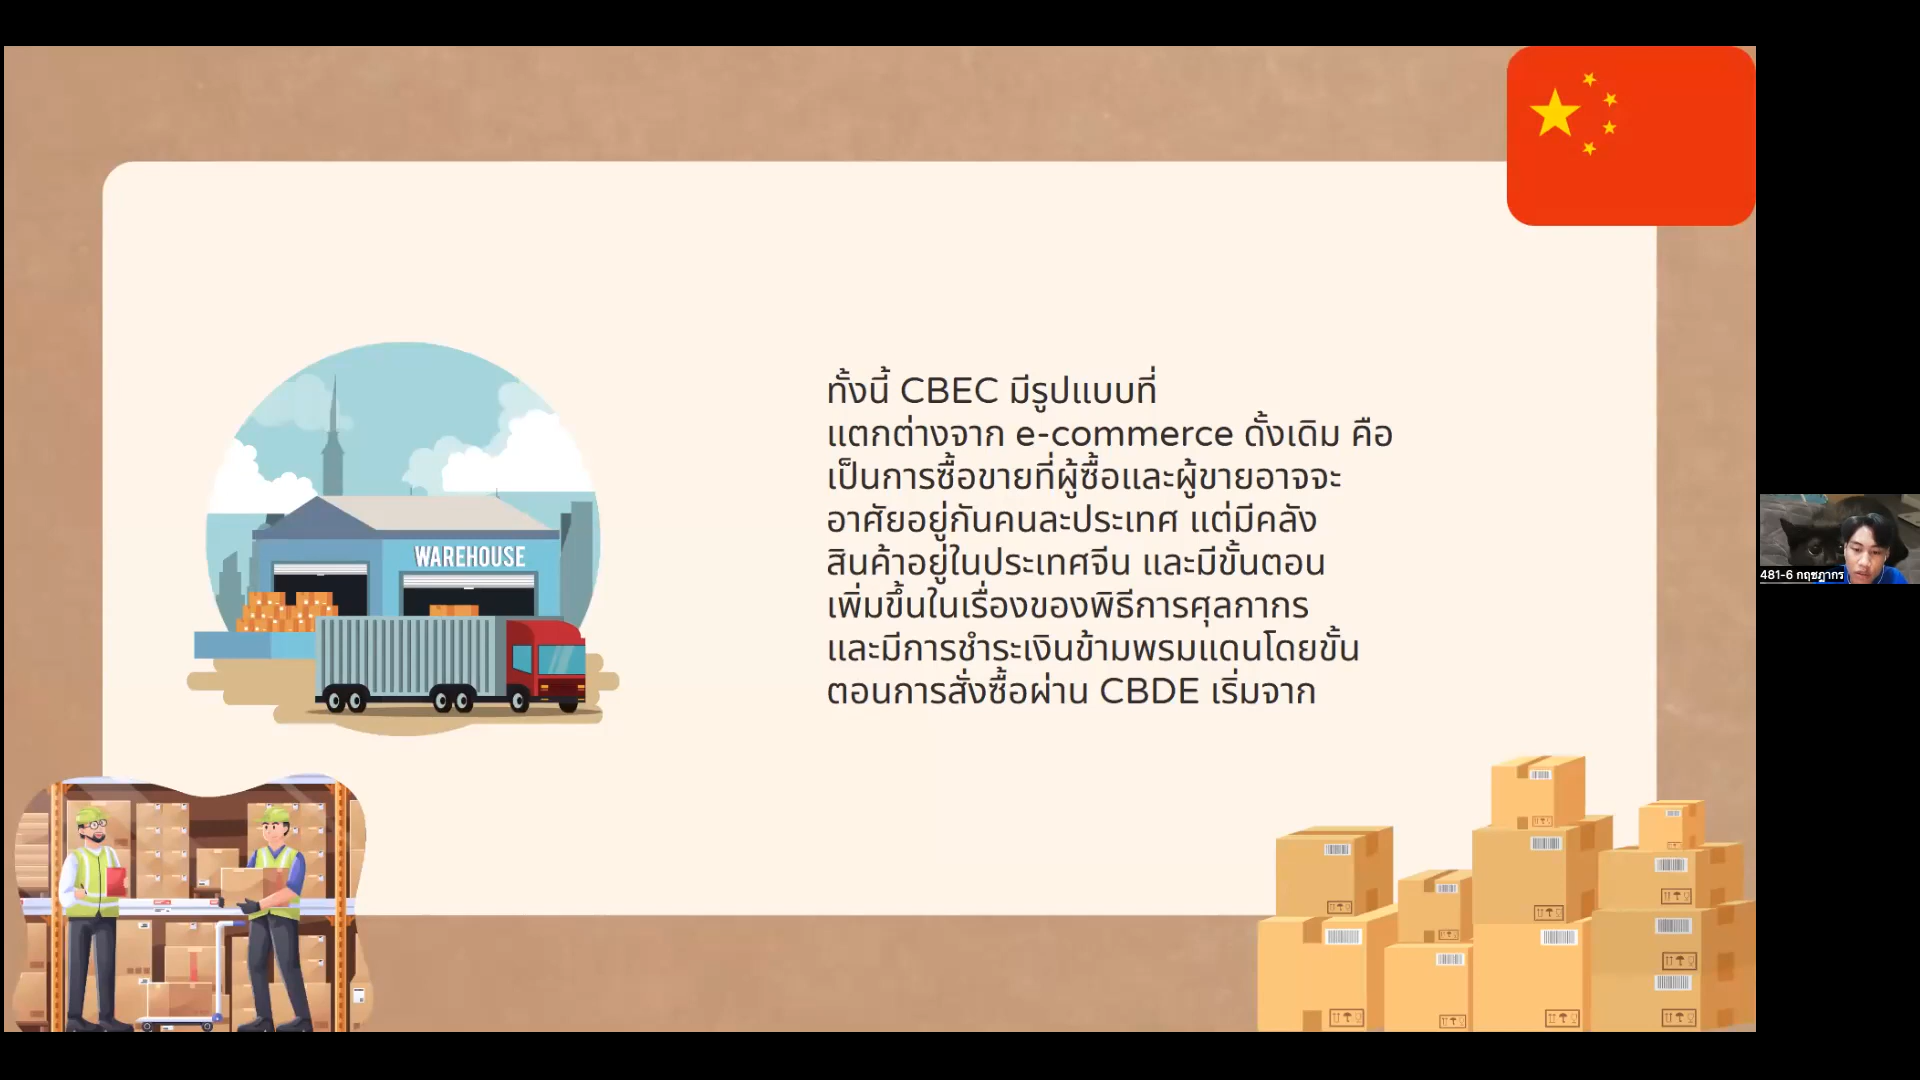 ทั้งนี้ CBEC มีรูปแบบที่
แตกต่างจาก e-commerce ดั้งเดิม คือ
เป็นการซื้อขายที่ผู้ซื้อและผู้ขายอาจจะ
อาศัยอยู่กันคนละประเทศ แต่มีคลัง
สินค้าอยู่ในประเทศจีน และมีขั้นตอน
เพิ่มขึ้นในเรื่องของพิธีการศุลกากร
และมีการชำระเงินข้ามพรมแดนโดยขั้น
ตอนการสั่งซื้อผ่าน CBDE เริ่มจาก
WAREHOUSE
481-6 กฤชฎากร